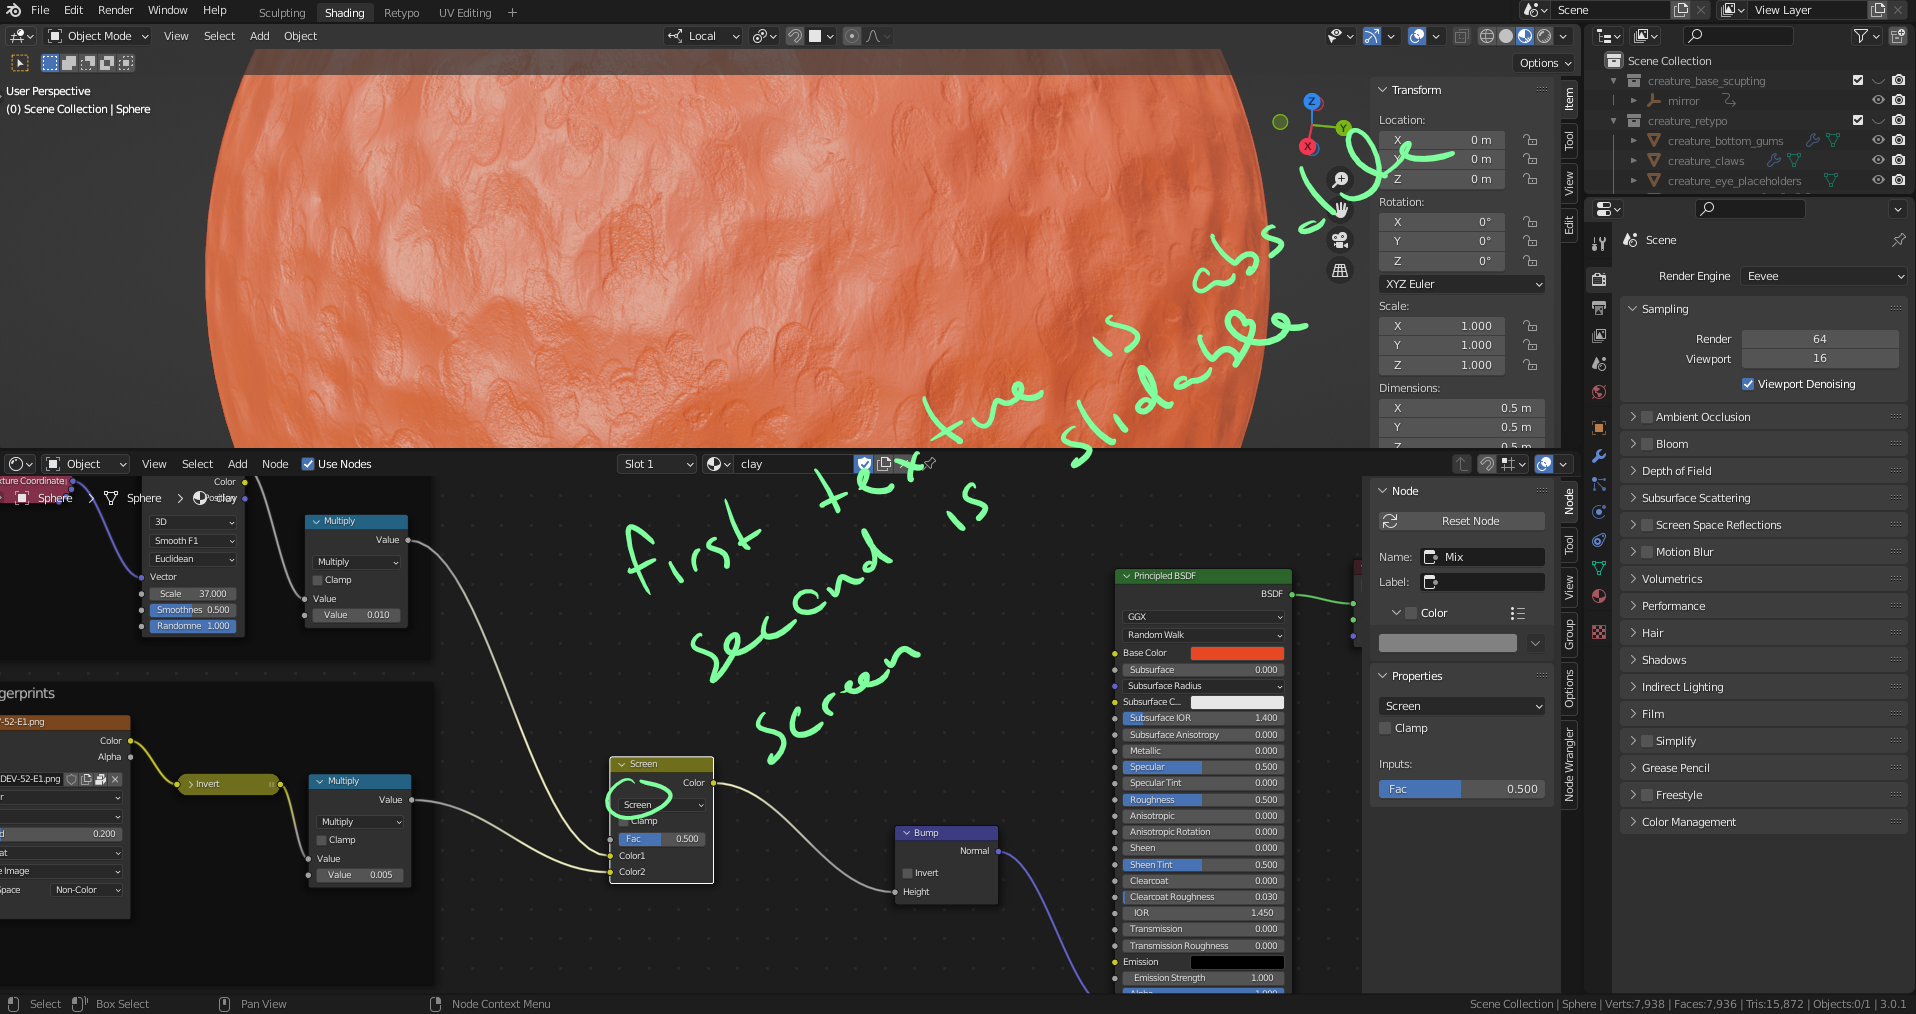 File Edit Render Window Help Sculpting Shading Retypo UV Editing + Scene View Layer
Object Mode View Select Add Object Local
Options
User Perspective
(0) Scene Collection | Sphere
Z
Y
X
Transform
Location:
X 0 m
Y 0 m
Z 0 m
Rotation:
X 0°
Y 0°
Z 0°
XYZ Euler
Scale:
X 1.000
Y 1.000
Z 1.000
Dimensions:
X 0.5 m
Y 0.5 m
Z 0.5 m
Item
Tool
View
Edit
first texture is absolute
second is slidable
screen
Scene Collection
creature_base_scupting
mirror
creature_retypo
creature_bottom_gums
creature_claws
creature_eye_placeholders
Scene
Render Engine Eevee
Sampling
Render 64
Viewport 16
Viewport Denoising
Ambient Occlusion
Bloom
Depth of Field
Subsurface Scattering
Screen Space Reflections
Motion Blur
Volumetrics
Performance
Hair
Shadows
Indirect Lighting
Film
Simplify
Grease Pencil
Freestyle
Color Management
Object View Select Add Node Use Nodes Slot 1 clay
xture Coordinate
Sphere > Sphere > clay
Color
Position
3D
Smooth F1
Euclidean
Vector
Scale 37.000
Smoothnes 0.500
Randomne 1.000
Multiply
Value
Multiply
Clamp
Value
Value 0.010
gerprints
-52-E1.png
Color
Alpha
DEV-52-E1.png
0.200
at
e Image
Space Non-Color
Invert
Multiply
Value
Multiply
Clamp
Value
Value 0.005
Screen
Color
Screen
Clamp
Fac 0.500
Color1
Color2
Bump
Normal
Invert
Height
Principled BSDF
BSDF
GGX
Random Walk
Base Color
Subsurface 0.000
Subsurface Radius
Subsurface C...
Subsurface IOR 1.400
Subsurface Anisotropy 0.000
Metallic 0.000
Specular 0.500
Specular Tint 0.000
Roughness 0.500
Anisotropic 0.000
Anisotropic Rotation 0.000
Sheen 0.000
Sheen Tint 0.500
Clearcoat 0.000
Clearcoat Roughness 0.030
IOR 1.450
Transmission 0.000
Transmission Roughness 0.000
Emission
Emission Strength 1.000
Alpha 1.000
Node
Reset Node
Name: Mix
Label:
Color
Properties
Screen
Clamp
Inputs:
Fac 0.500
Node
Tool
View
Group
Options
Node Wrangler
Select Box Select Pan View Node Context Menu Scene Collection | Sphere | Verts:7,938 | Faces:7,936 | Tris:15,872 | Objects:0/1 | 3.0.1